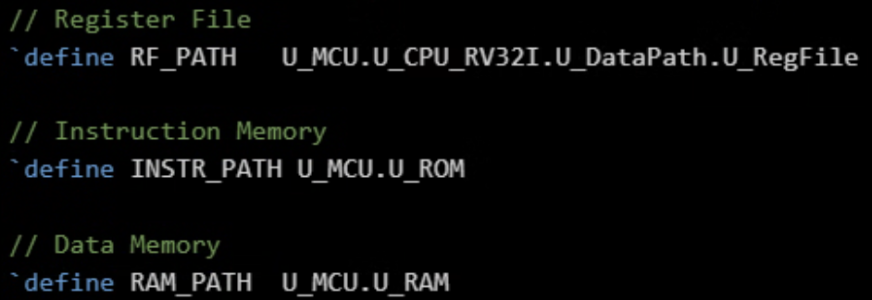 // Register File
`define RF_PATH   U_MCU.U_CPU_RV32I.U_DataPath.U_RegFile
// Instruction Memory
`define INSTR_PATH U_MCU.U_ROM
// Data Memory
`define RAM_PATH  U_MCU.U_RAM